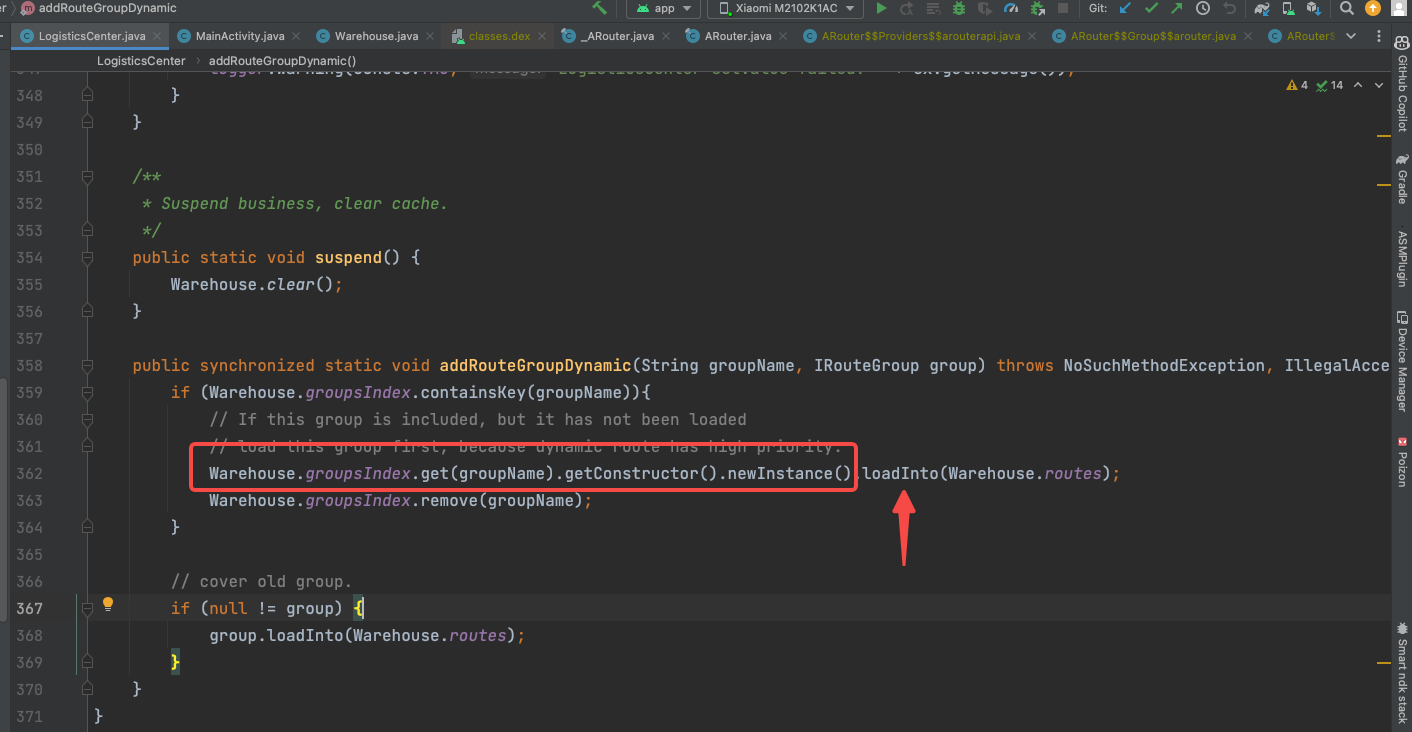 addRouteGroupDynamic
app
Xiaomi M2102K1AC
Git:
LogisticsCenter.java
MainActivity.java
Warehouse.java
classes.dex
_ARouter.java
ARouter.java
ARouter$$Providers$$arouterapi.java
ARouter$$Group$$arouter.java
LogisticsCenter
addRouteGroupDynamic()
4
14
348 }
349 }
350
351 /**
352 * Suspend business, clear cache.
353 */
354 public static void suspend() {
355 Warehouse.clear();
356 }
357
358 public synchronized static void addRouteGroupDynamic(String groupName, IRouteGroup group) throws NoSuchMethodException, IllegalAcce
359 if (Warehouse.groupsIndex.containsKey(groupName)){
360 // If this group is included, but it has not been loaded
361 // load this group first, because dynamic route has high priority.
362 Warehouse.groupsIndex.get(groupName).getConstructor().newInstance().loadInto(Warehouse.routes);
363 Warehouse.groupsIndex.remove(groupName);
364 }
365
366 // cover old group.
367 if (null != group) {
368 group.loadInto(Warehouse.routes);
369 }
370 }
371 }
GitHub Copilot
Gradle
ASMPlugin
Device Manager
Poizon
Smart ndk stack